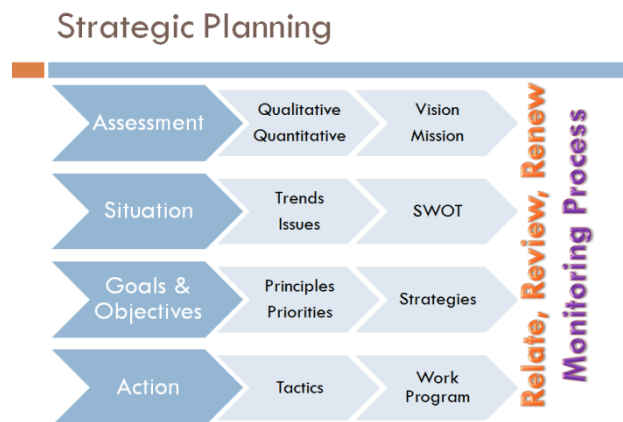 Strategic Planning
Assessment
Qualitative
Quantitative
Vision
Mission
Situation
Trends
Issues
SWOT
Goals &
Objectives
Principles
Priorities
Strategies
Action
Tactics
Work
Program
Relate, Review, Renew
Monitoring Process